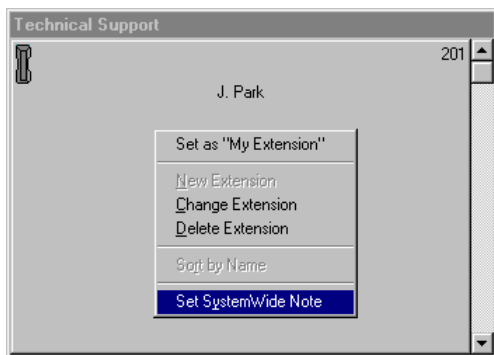 Technical Support
201
J. Park
Set as "My Extension"
New Extension
Change Extension
Delete Extension
Sort by Name
Set SystemWide Note